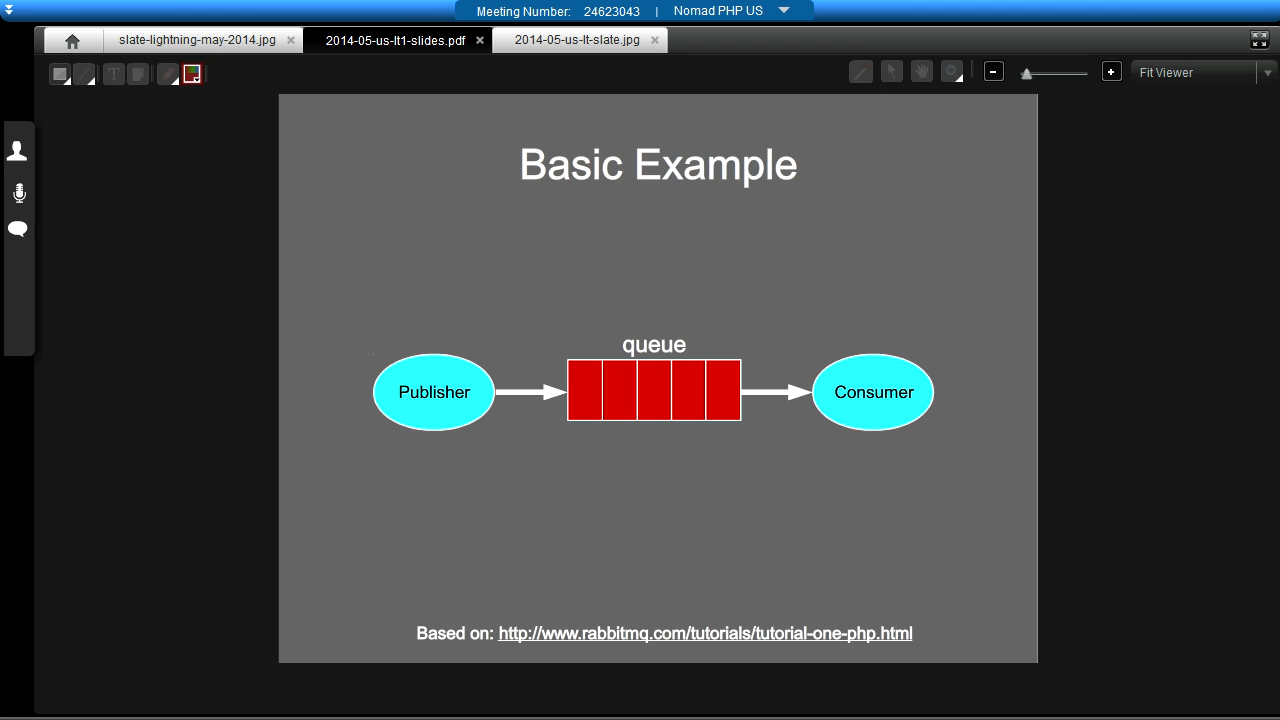 Meeting Number: 24623043 | Nomad PHP US
slate-lightning-may-2014.jpg
2014-05-us-lt1-slides.pdf
2014-05-us-lt-slate.jpg
T
Fit Viewer
Basic Example
queue
Publisher
Consumer
Based on: http://www.rabbitmq.com/tutorials/tutorial-one-php.html